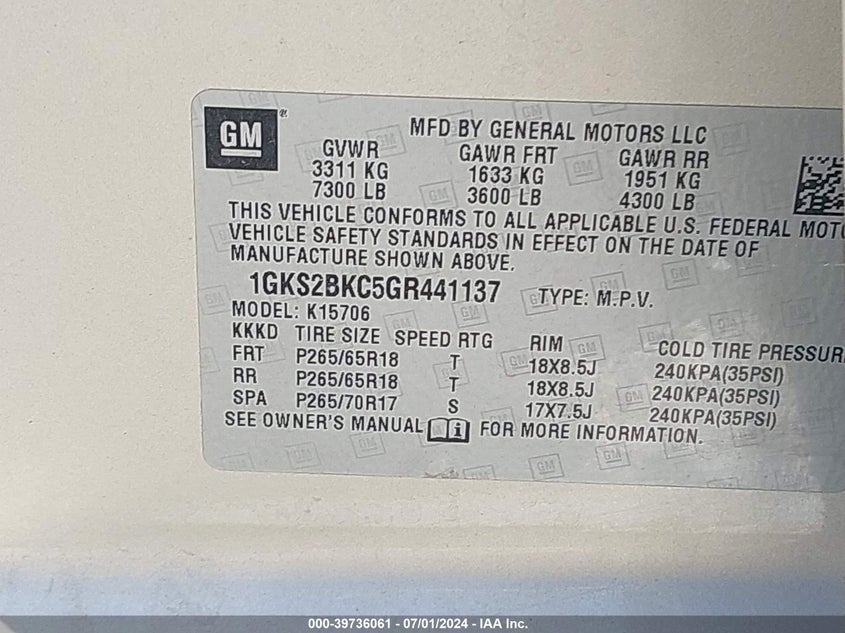 GM
MFD BY GENERAL MOTORS LLC
GVWR GAWR FRT GAWR RR
3311 KG 1633 KG 1951 KG
7300 LB 3600 LB 4300 LB
THIS VEHICLE CONFORMS TO ALL APPLICABLE U.S. FEDERAL MOTO
VEHICLE SAFETY STANDARDS IN EFFECT ON THE DATE OF
MANUFACTURE SHOWN ABOVE.
1GKS2BKC5GR441137 TYPE: M.P.V.
MODEL: K15706
KKKD TIRE SIZE SPEED RTG RIM COLD TIRE PRESSUR
FRT P265/65R18 T 18X8.5J 240KPA(35PSI)
RR P265/65R18 T 18X8.5J 240KPA(35PSI)
SPA P265/70R17 S 17X7.5J 240KPA(35PSI)
SEE OWNER'S MANUAL FOR MORE INFORMATION.
000-39736061 - 07/01/2024 - IAA Inc.